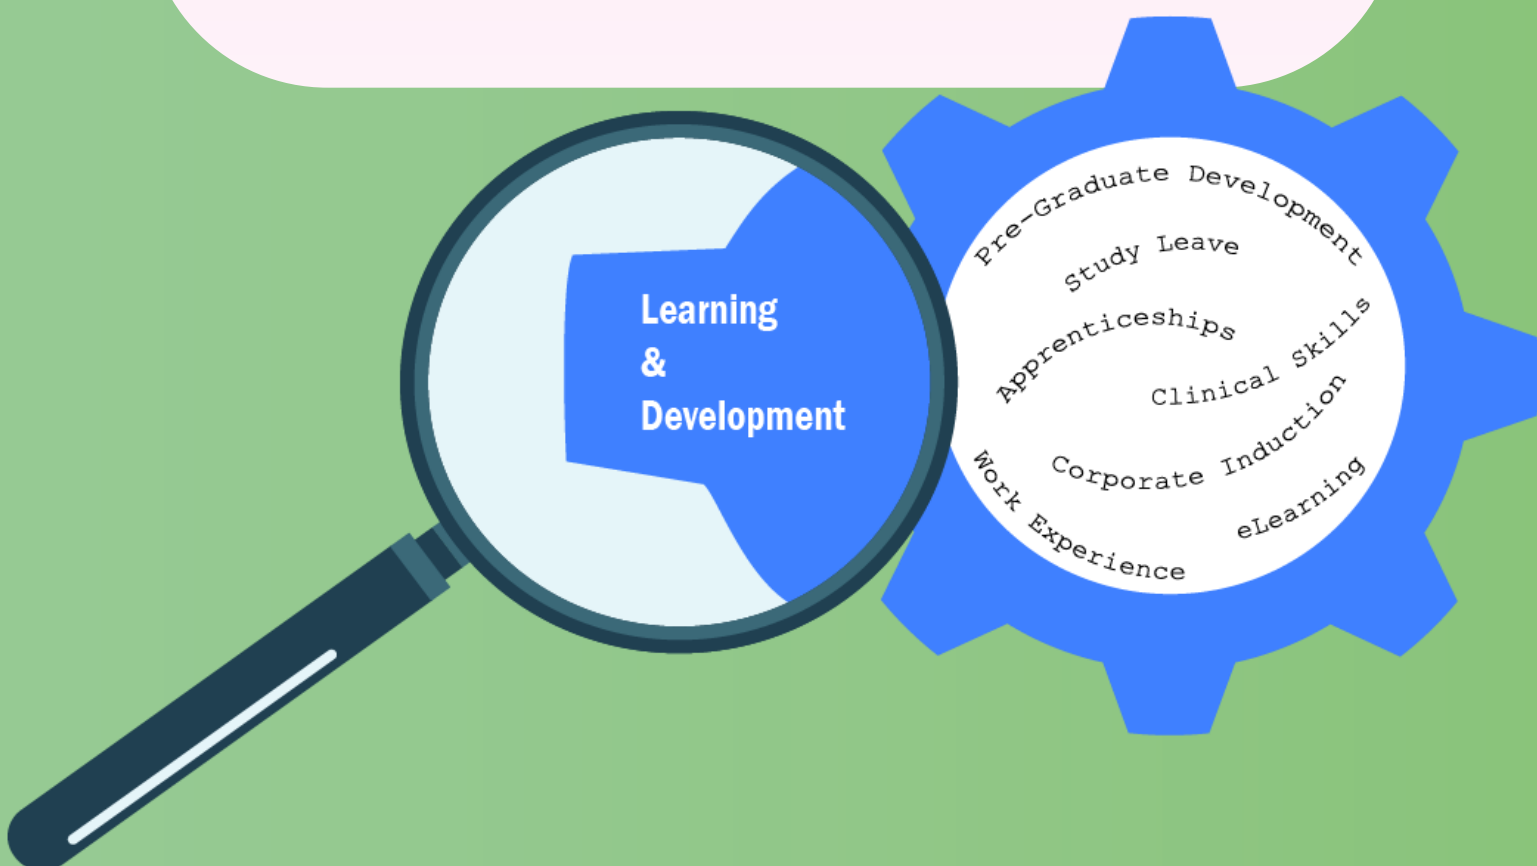 Learning
&
Development
Pre-Graduate Development
Study Leave
Apprenticeships
Clinical Skills
Corporate Induction
Work Experience
eLearning